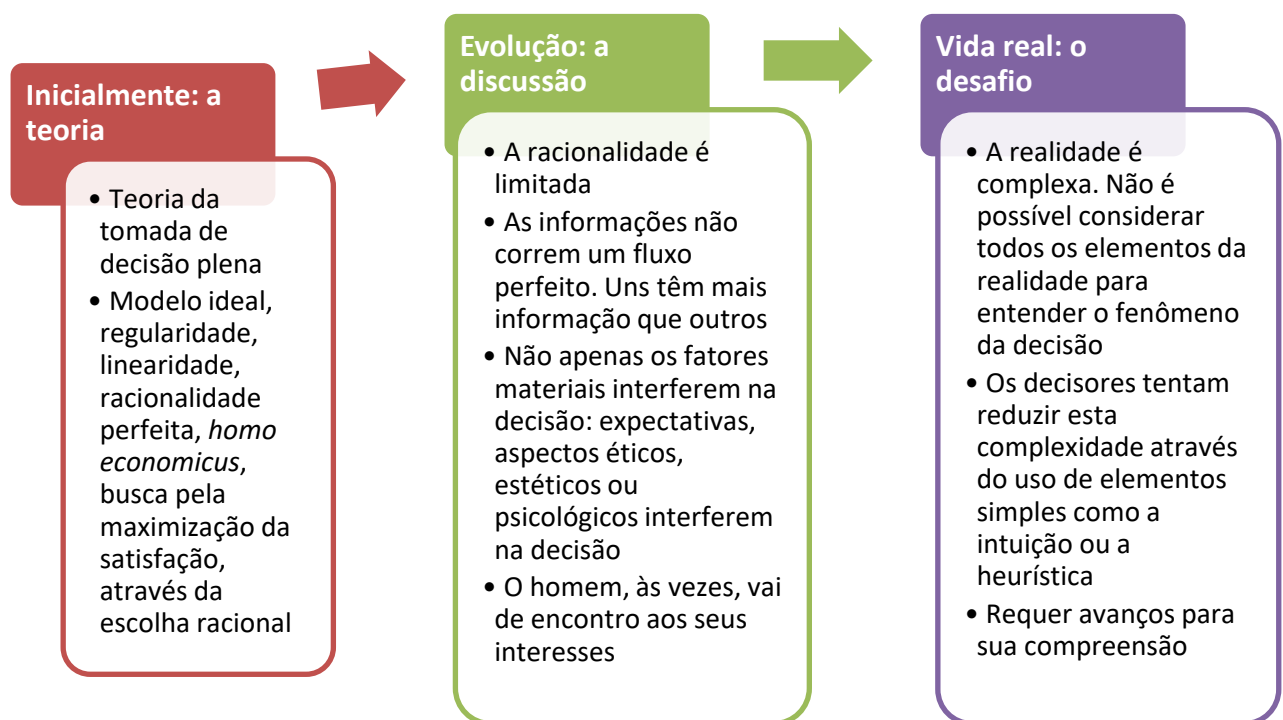 Inicialmente: a
teoria
• Teoria da
tomada de
decisão plena
• Modelo ideal,
regularidade,
linearidade,
racionalidade
perfeita, homo
economicus,
busca pela
maximização da
satisfação,
através da
escolha racional
Evolução: a
discussão
• A racionalidade é
limitada
• As informações não
correm um fluxo
perfeito. Uns têm mais
informação que outros
• Não apenas os fatores
materiais interferem na
decisão: expectativas,
aspectos éticos,
estéticos ou
psicológicos interferem
na decisão
• O homem, às vezes, vai
de encontro aos seus
interesses
Vida real: o
desafio
• A realidade é
complexa. Não é
possível considerar
todos os elementos da
realidade para
entender o fenômeno
da decisão
• Os decisores tentam
reduzir esta
complexidade através
do uso de elementos
simples como a
intuição ou a
heurística
• Requer avanços para
sua compreensão